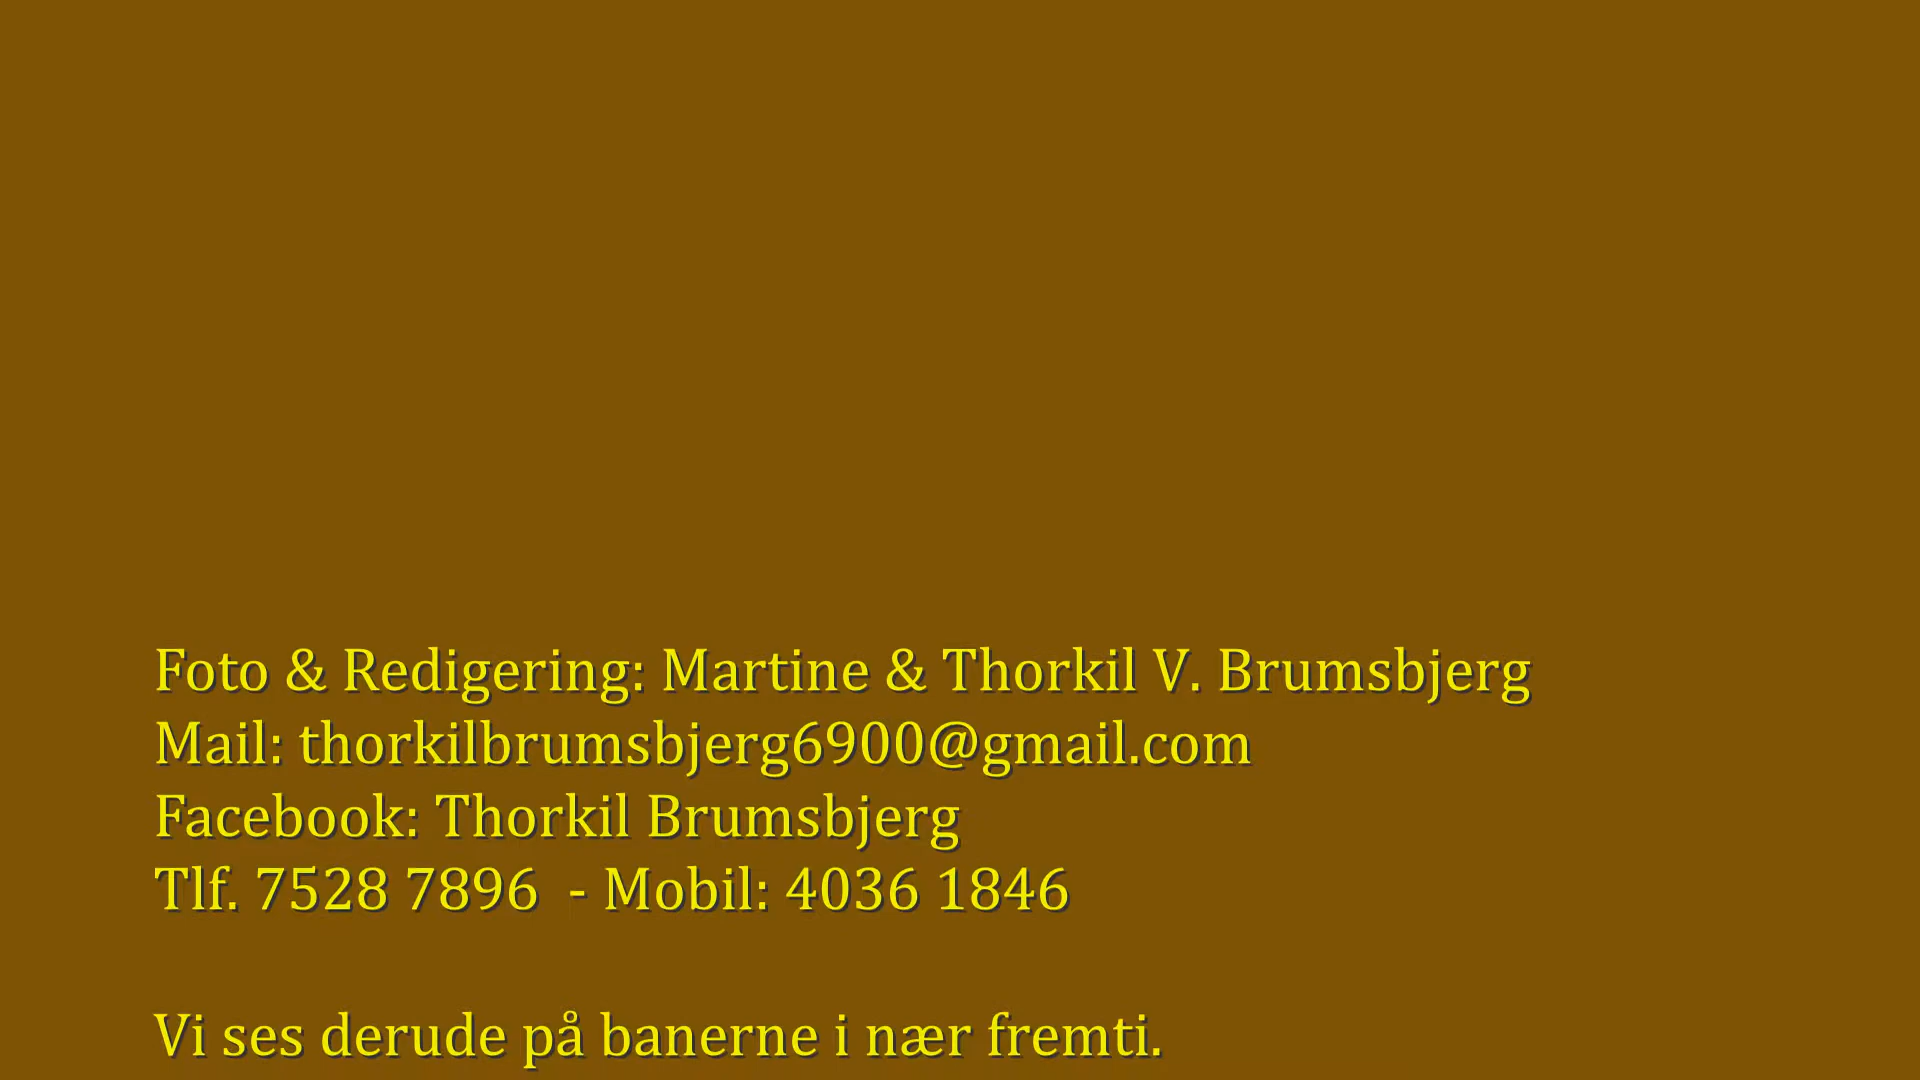 Foto & Redigering: Martine & Thorkil V. Brumsbjerg
Mail: thorkilbrumsbjerg6900@gmail.com
Facebook: Thorkil Brumsbjerg
Tlf. 7528 7896  - Mobil: 4036 1846
Vi ses derude på banerne i nær fremti.